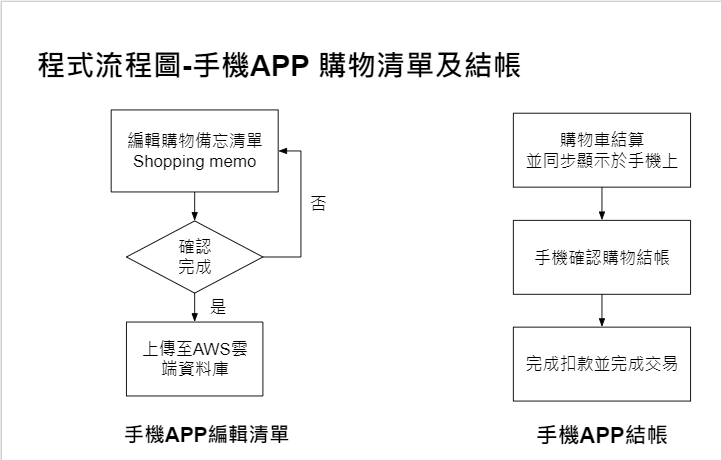 程式流程圖-手機APP 購物清單及結帳
編輯購物備忘清單
Shopping memo
否
確認
完成
是
上傳至AWS雲
端資料庫
手機APP編輯清單
購物車結算
並同步顯示於手機上
手機確認購物結帳
完成扣款並完成交易
手機APP結帳